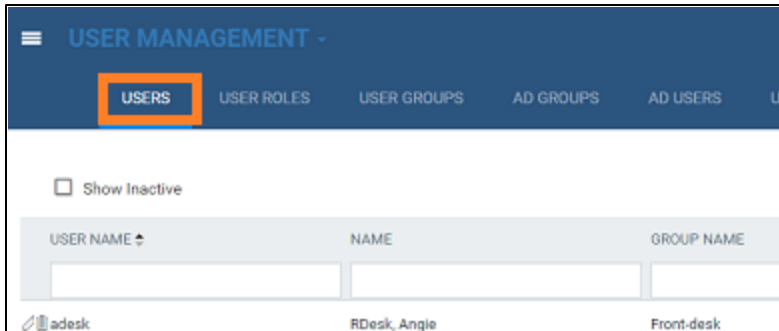 USER MANAGEMENT
USERS USER ROLES USER GROUPS AD GROUPS AD USERS U
Show Inactive
USER NAME NAME GROUP NAME
adesk RDesk, Angie Front-desk